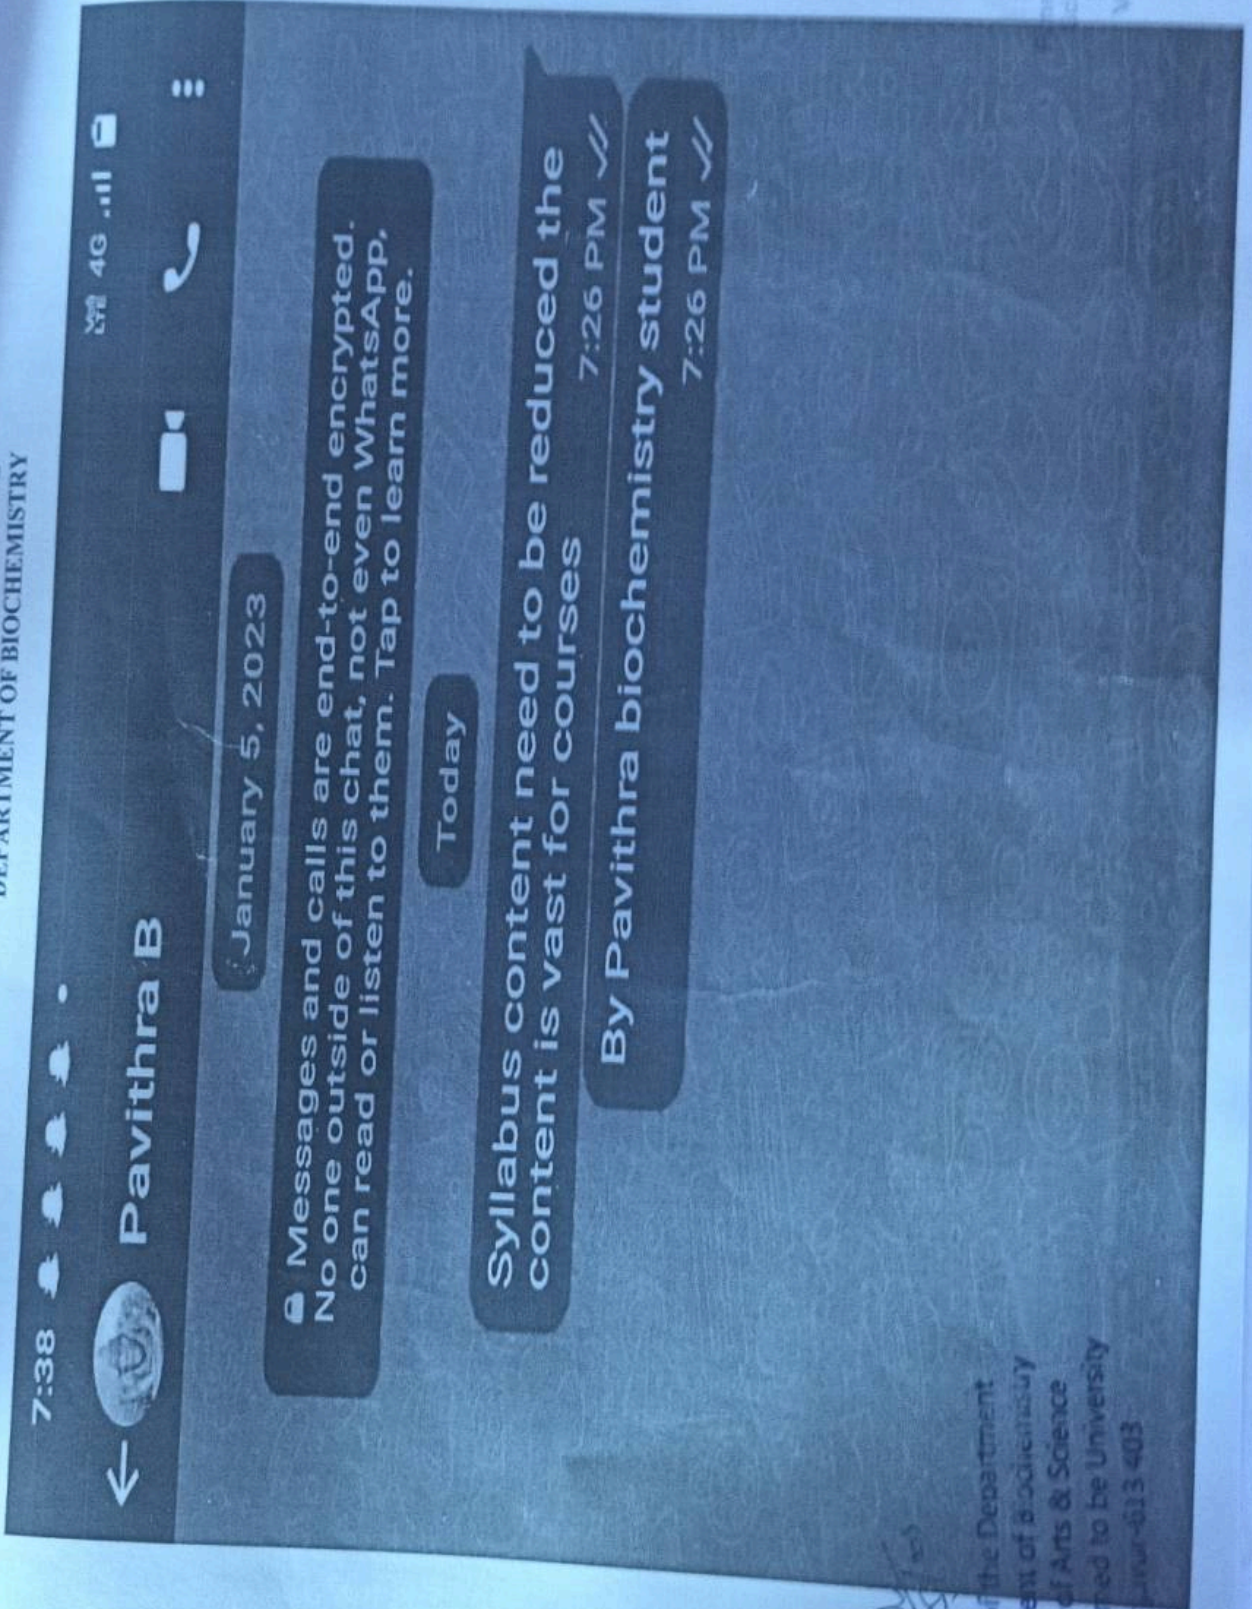 DEPARTMENT OF BIOCHEMISTRY
7:38
Vo) LTE 4G
Pavithra B
January 5, 2023
Messages and calls are end-to-end encrypted.
No one outside of this chat, not even WhatsApp,
can read or listen to them. Tap to learn more.
Today
Syllabus content need to be reduced the
content is vast for courses
7:26 PM
By Pavithra biochemistry student
7:26 PM
the Department
of
of Arts & Science
to be University
613 403